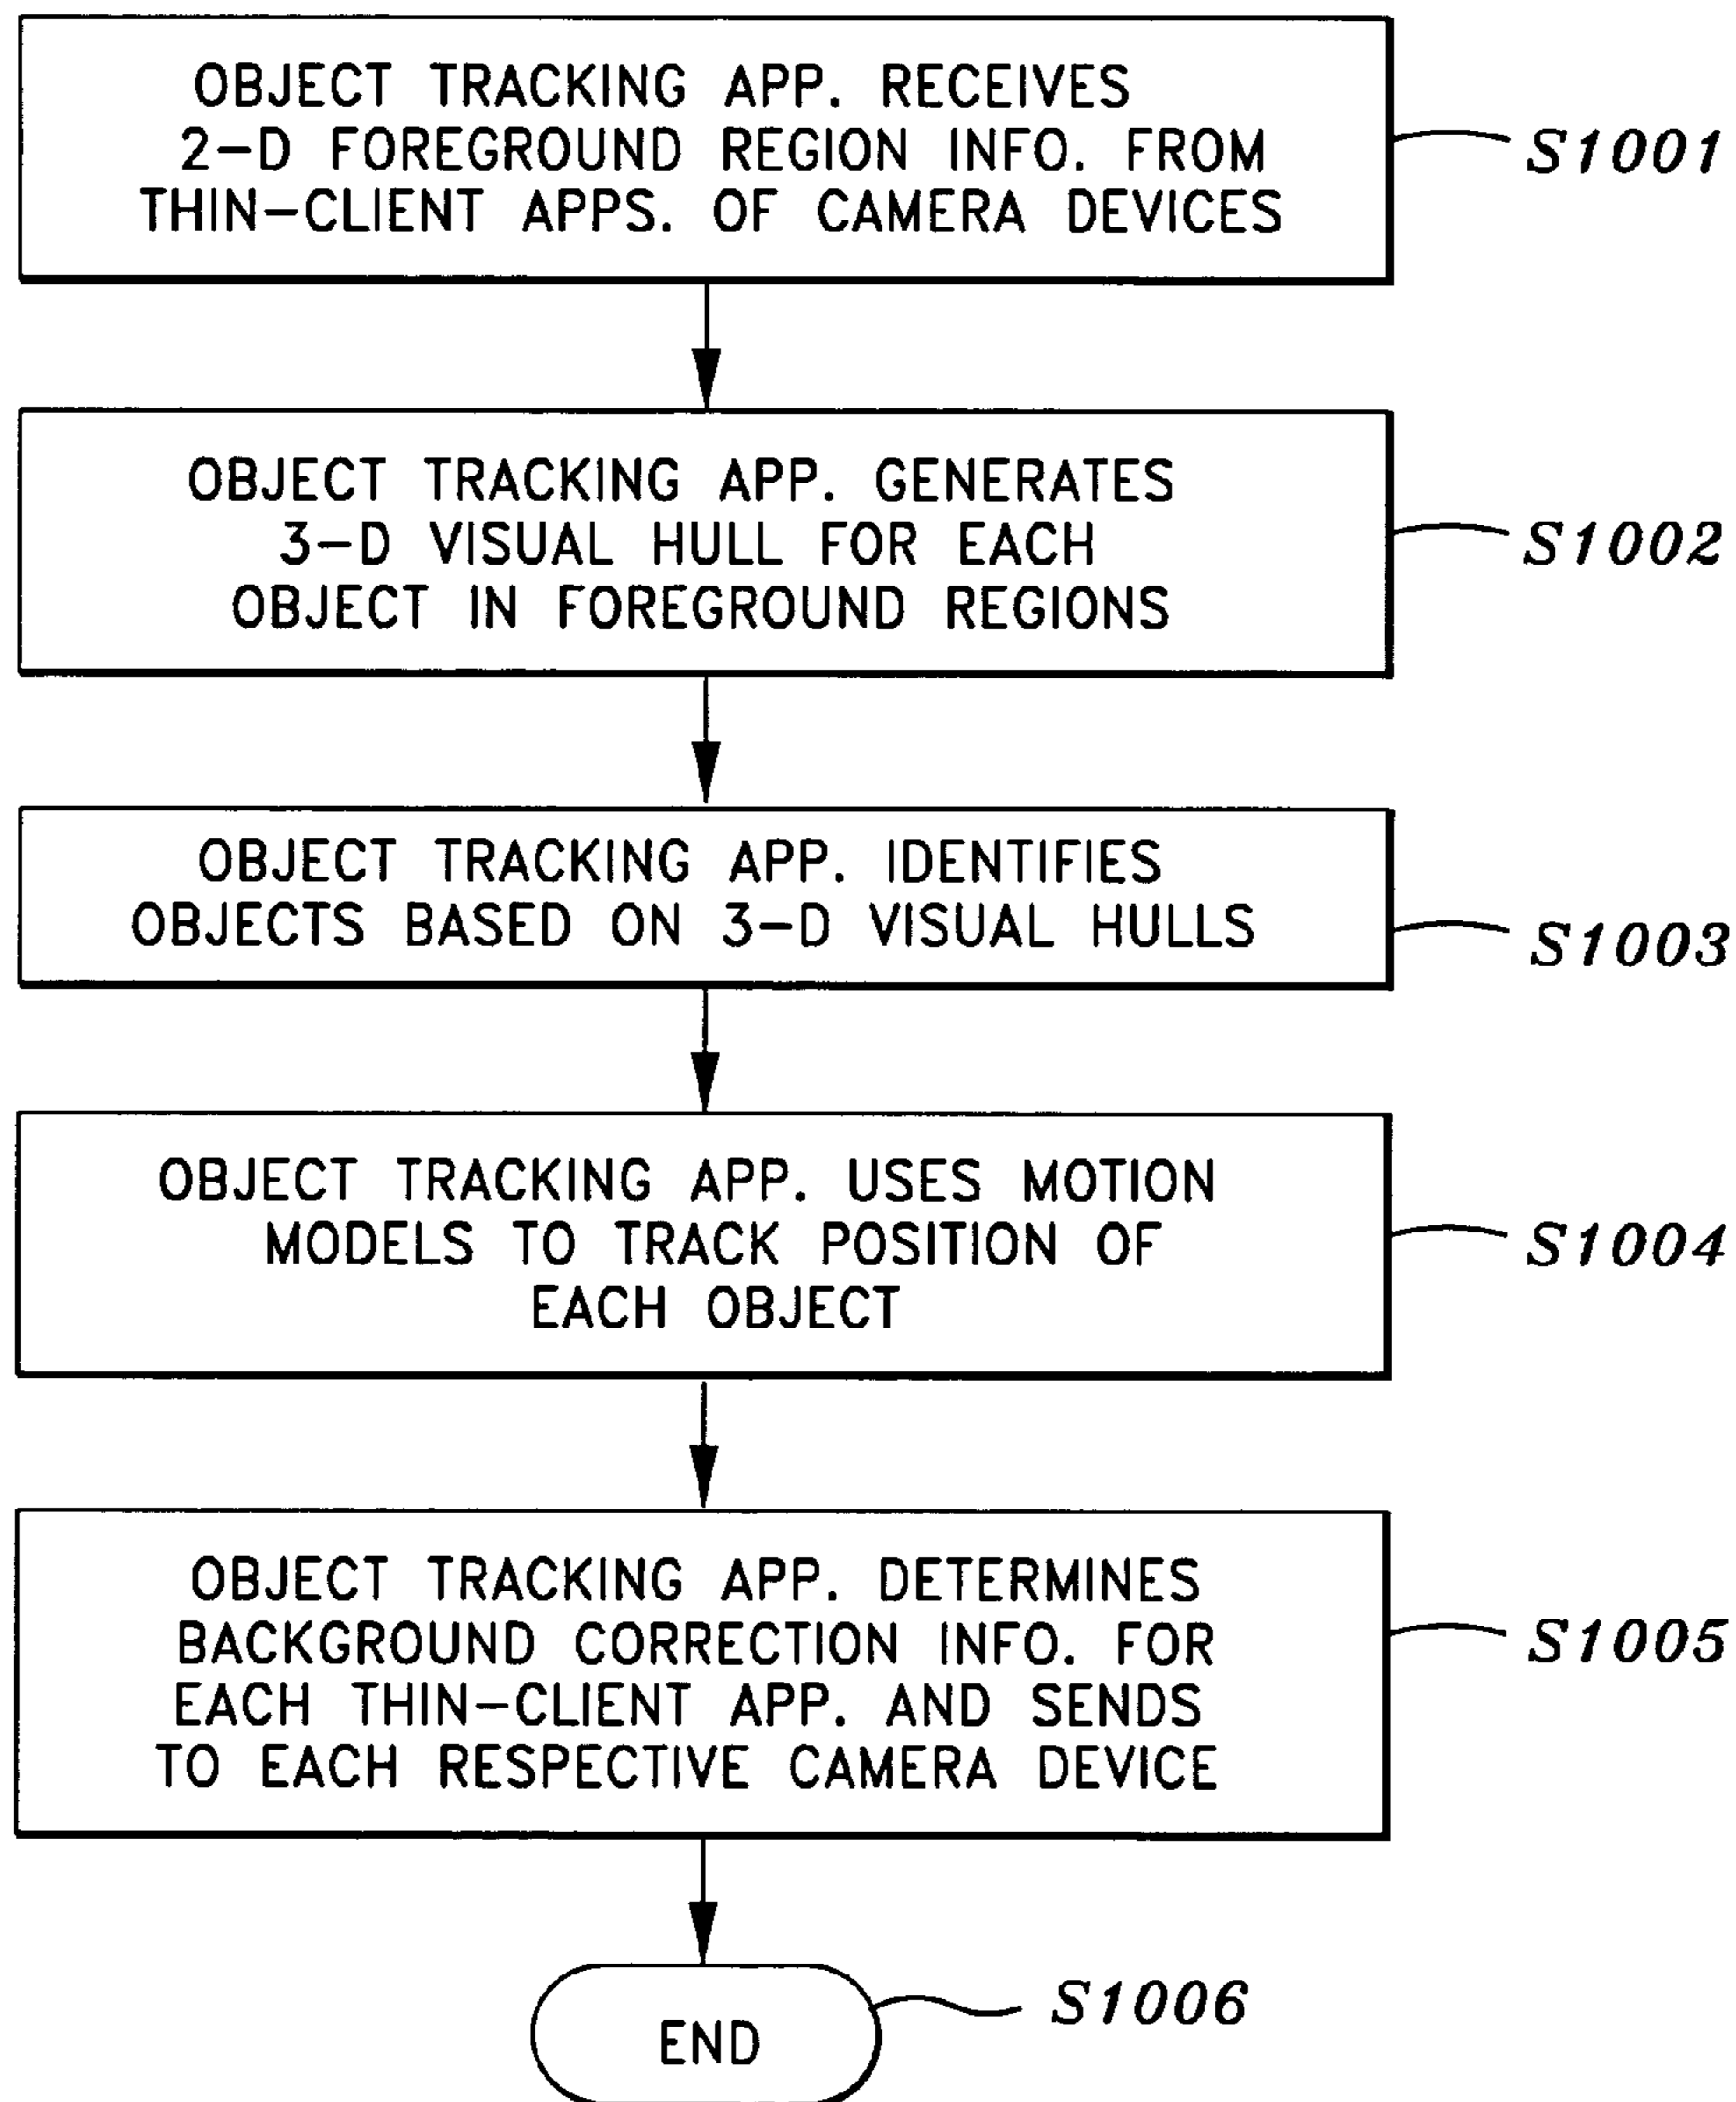 OBJECT TRACKING APP. RECEIVES
2-D FOREGROUND REGION INFO. FROM
THIN-CLIENT APPS. OF CAMERA DEVICES
S1001
OBJECT TRACKING APP. GENERATES
3-D VISUAL HULL FOR EACH
OBJECT IN FOREGROUND REGIONS
S1002
OBJECT TRACKING APP. IDENTIFIES
OBJECTS BASED ON 3-D VISUAL HULLS
S1003
OBJECT TRACKING APP. USES MOTION
MODELS TO TRACK POSITION OF
EACH OBJECT
S1004
OBJECT TRACKING APP. DETERMINES
BACKGROUND CORRECTION INFO. FOR
EACH THIN-CLIENT APP. AND SENDS
TO EACH RESPECTIVE CAMERA DEVICE
S1005
END
S1006